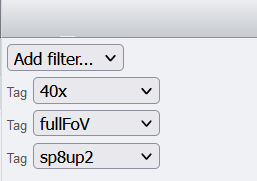 Add filter...
Tag 40x
Tag fullFoV
Tag sp8up2